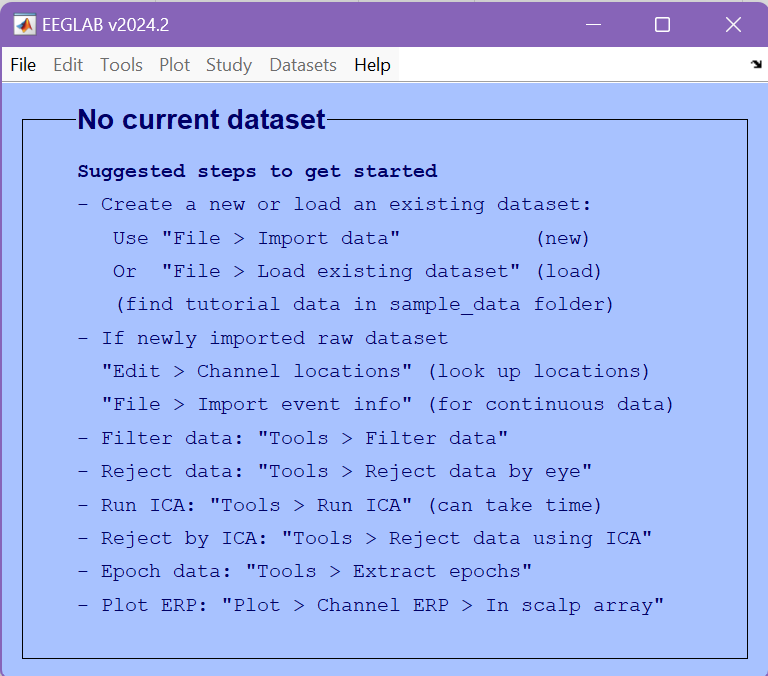 EEGLAB v2024.2
File Edit Tools Plot Study Datasets Help
No current dataset
Suggested steps to get started
- Create a new or load an existing dataset:
Use "File > Import data" (new)
Or "File > Load existing dataset" (load)
(find tutorial data in sample_data folder)
- If newly imported raw dataset
"Edit > Channel locations" (look up locations)
"File > Import event info" (for continuous data)
- Filter data: "Tools > Filter data"
- Reject data: "Tools > Reject data by eye"
- Run ICA: "Tools > Run ICA" (can take time)
- Reject by ICA: "Tools > Reject data using ICA"
- Epoch data: "Tools > Extract epochs"
- Plot ERP: "Plot > Channel ERP > In scalp array"